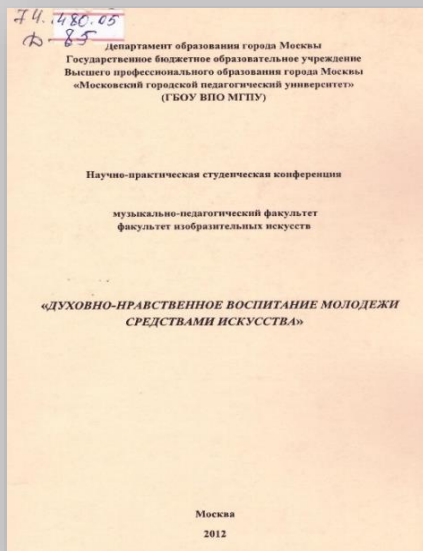 74.480.05
Д-85
Департамент образования города Москвы
Государственное бюджетное образовательное учреждение
Высшего профессионального образования города Москвы
«Московский городской педагогический университет»
(ГБОУ ВПО МГПУ)
Научно-практическая студенческая конференция
музыкально-педагогический факультет
факультет изобразительных искусств
«ДУХОВНО-НРАВСТВЕННОЕ ВОСПИТАНИЕ МОЛОДЕЖИ
СРЕДСТВАМИ ИСКУССТВА»
Москва
2012